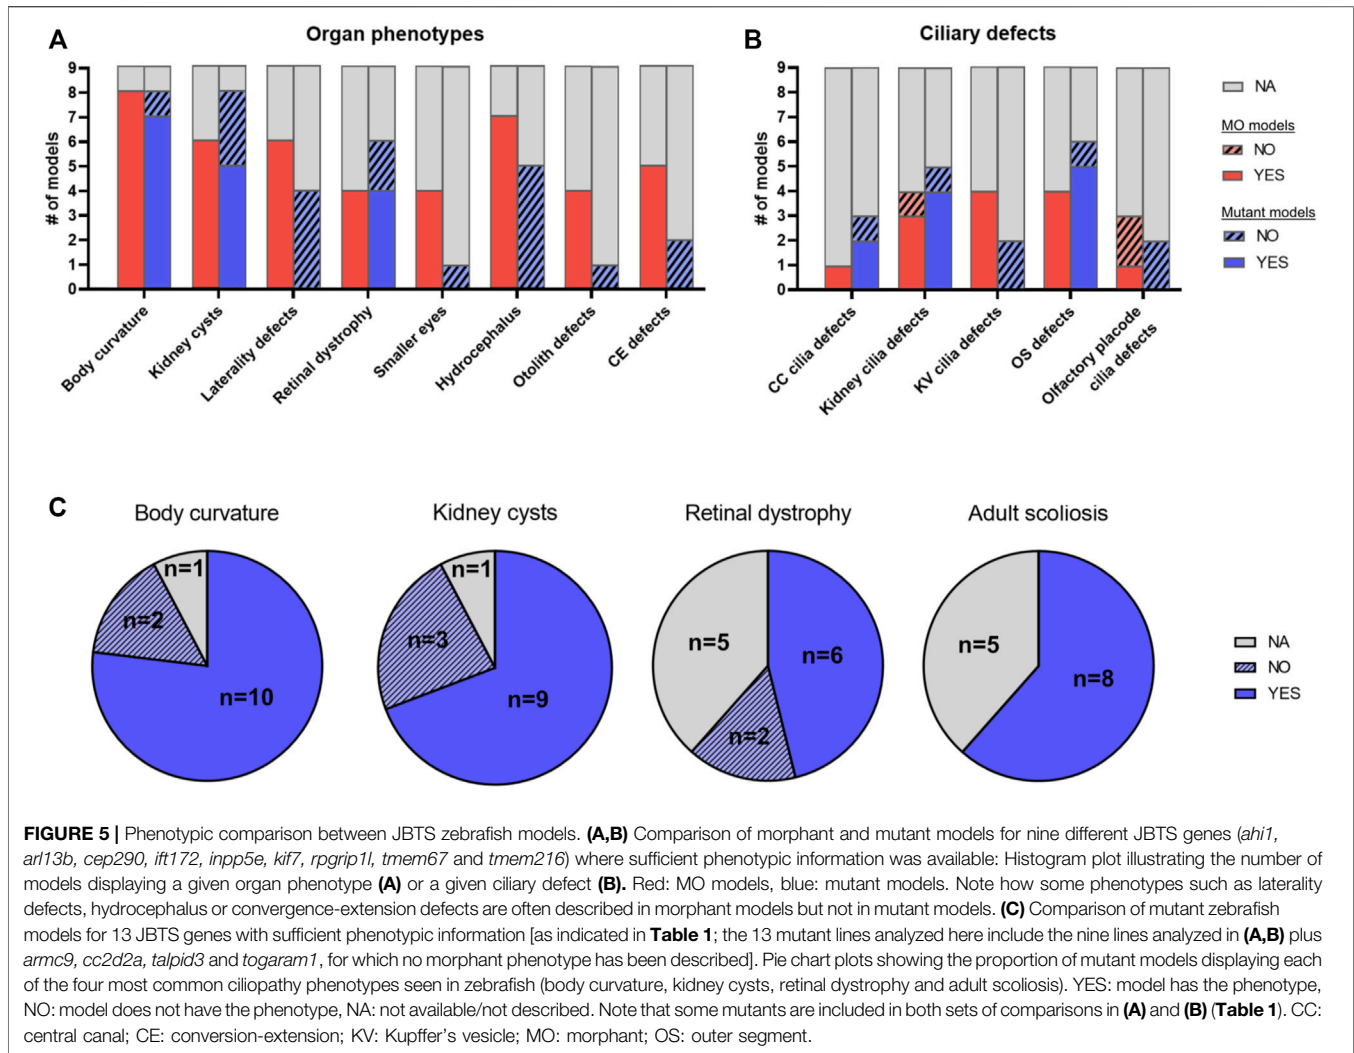 A
Organ phenotypes
# of models
9
8
7
6
5
4
3
2
1
0
Body curvature
Kidney cysts
Laterality defects
Retinal dystrophy
Smaller eyes
Hydrocephalus
Otolith defects
CE defects
B
Ciliary defects
# of models
9
8
7
6
5
4
3
2
1
0
CC cilia defects
Kidney cilia defects
KV cilia defects
OS defects
Olfactory placode
cilia defects
NA
MO models
NO
YES
Mutant models
NO
YES
C
Body curvature
n=1
n=2
n=10
Kidney cysts
n=1
n=3
n=9
Retinal dystrophy
n=5
n=6
n=2
Adult scoliosis
n=5
n=8
NA
NO
YES
FIGURE 5 | Phenotypic comparison between JBTS zebrafish models. (A,B) Comparison of morphant and mutant models for nine different JBTS genes (ahi1,
arl13b, cep290, ift172, inpp5e, kif7, rpgrip1l, tmem67 and tmem216) where sufficient phenotypic information was available: Histogram plot illustrating the number of
models displaying a given organ phenotype (A) or a given ciliary defect (B). Red: MO models, blue: mutant models. Note how some phenotypes such as laterality
defects, hydrocephalus or convergence-extension defects are often described in morphant models but not in mutant models. (C) Comparison of mutant zebrafish
models for 13 JBTS genes with sufficient phenotypic information [as indicated in Table 1; the 13 mutant lines analyzed here include the nine lines analyzed in (A,B) plus
armc9, cc2d2a, talpid3 and togaram1, for which no morphant phenotype has been described]. Pie chart plots showing the proportion of mutant models displaying each
of the four most common ciliopathy phenotypes seen in zebrafish (body curvature, kidney cysts, retinal dystrophy and adult scoliosis). YES: model has the phenotype,
NO: model does not have the phenotype, NA: not available/not described. Note that some mutants are included in both sets of comparisons in (A) and (B) (Table 1). CC:
central canal; CE: conversion-extension; KV: Kupffer's vesicle; MO: morphant; OS: outer segment.